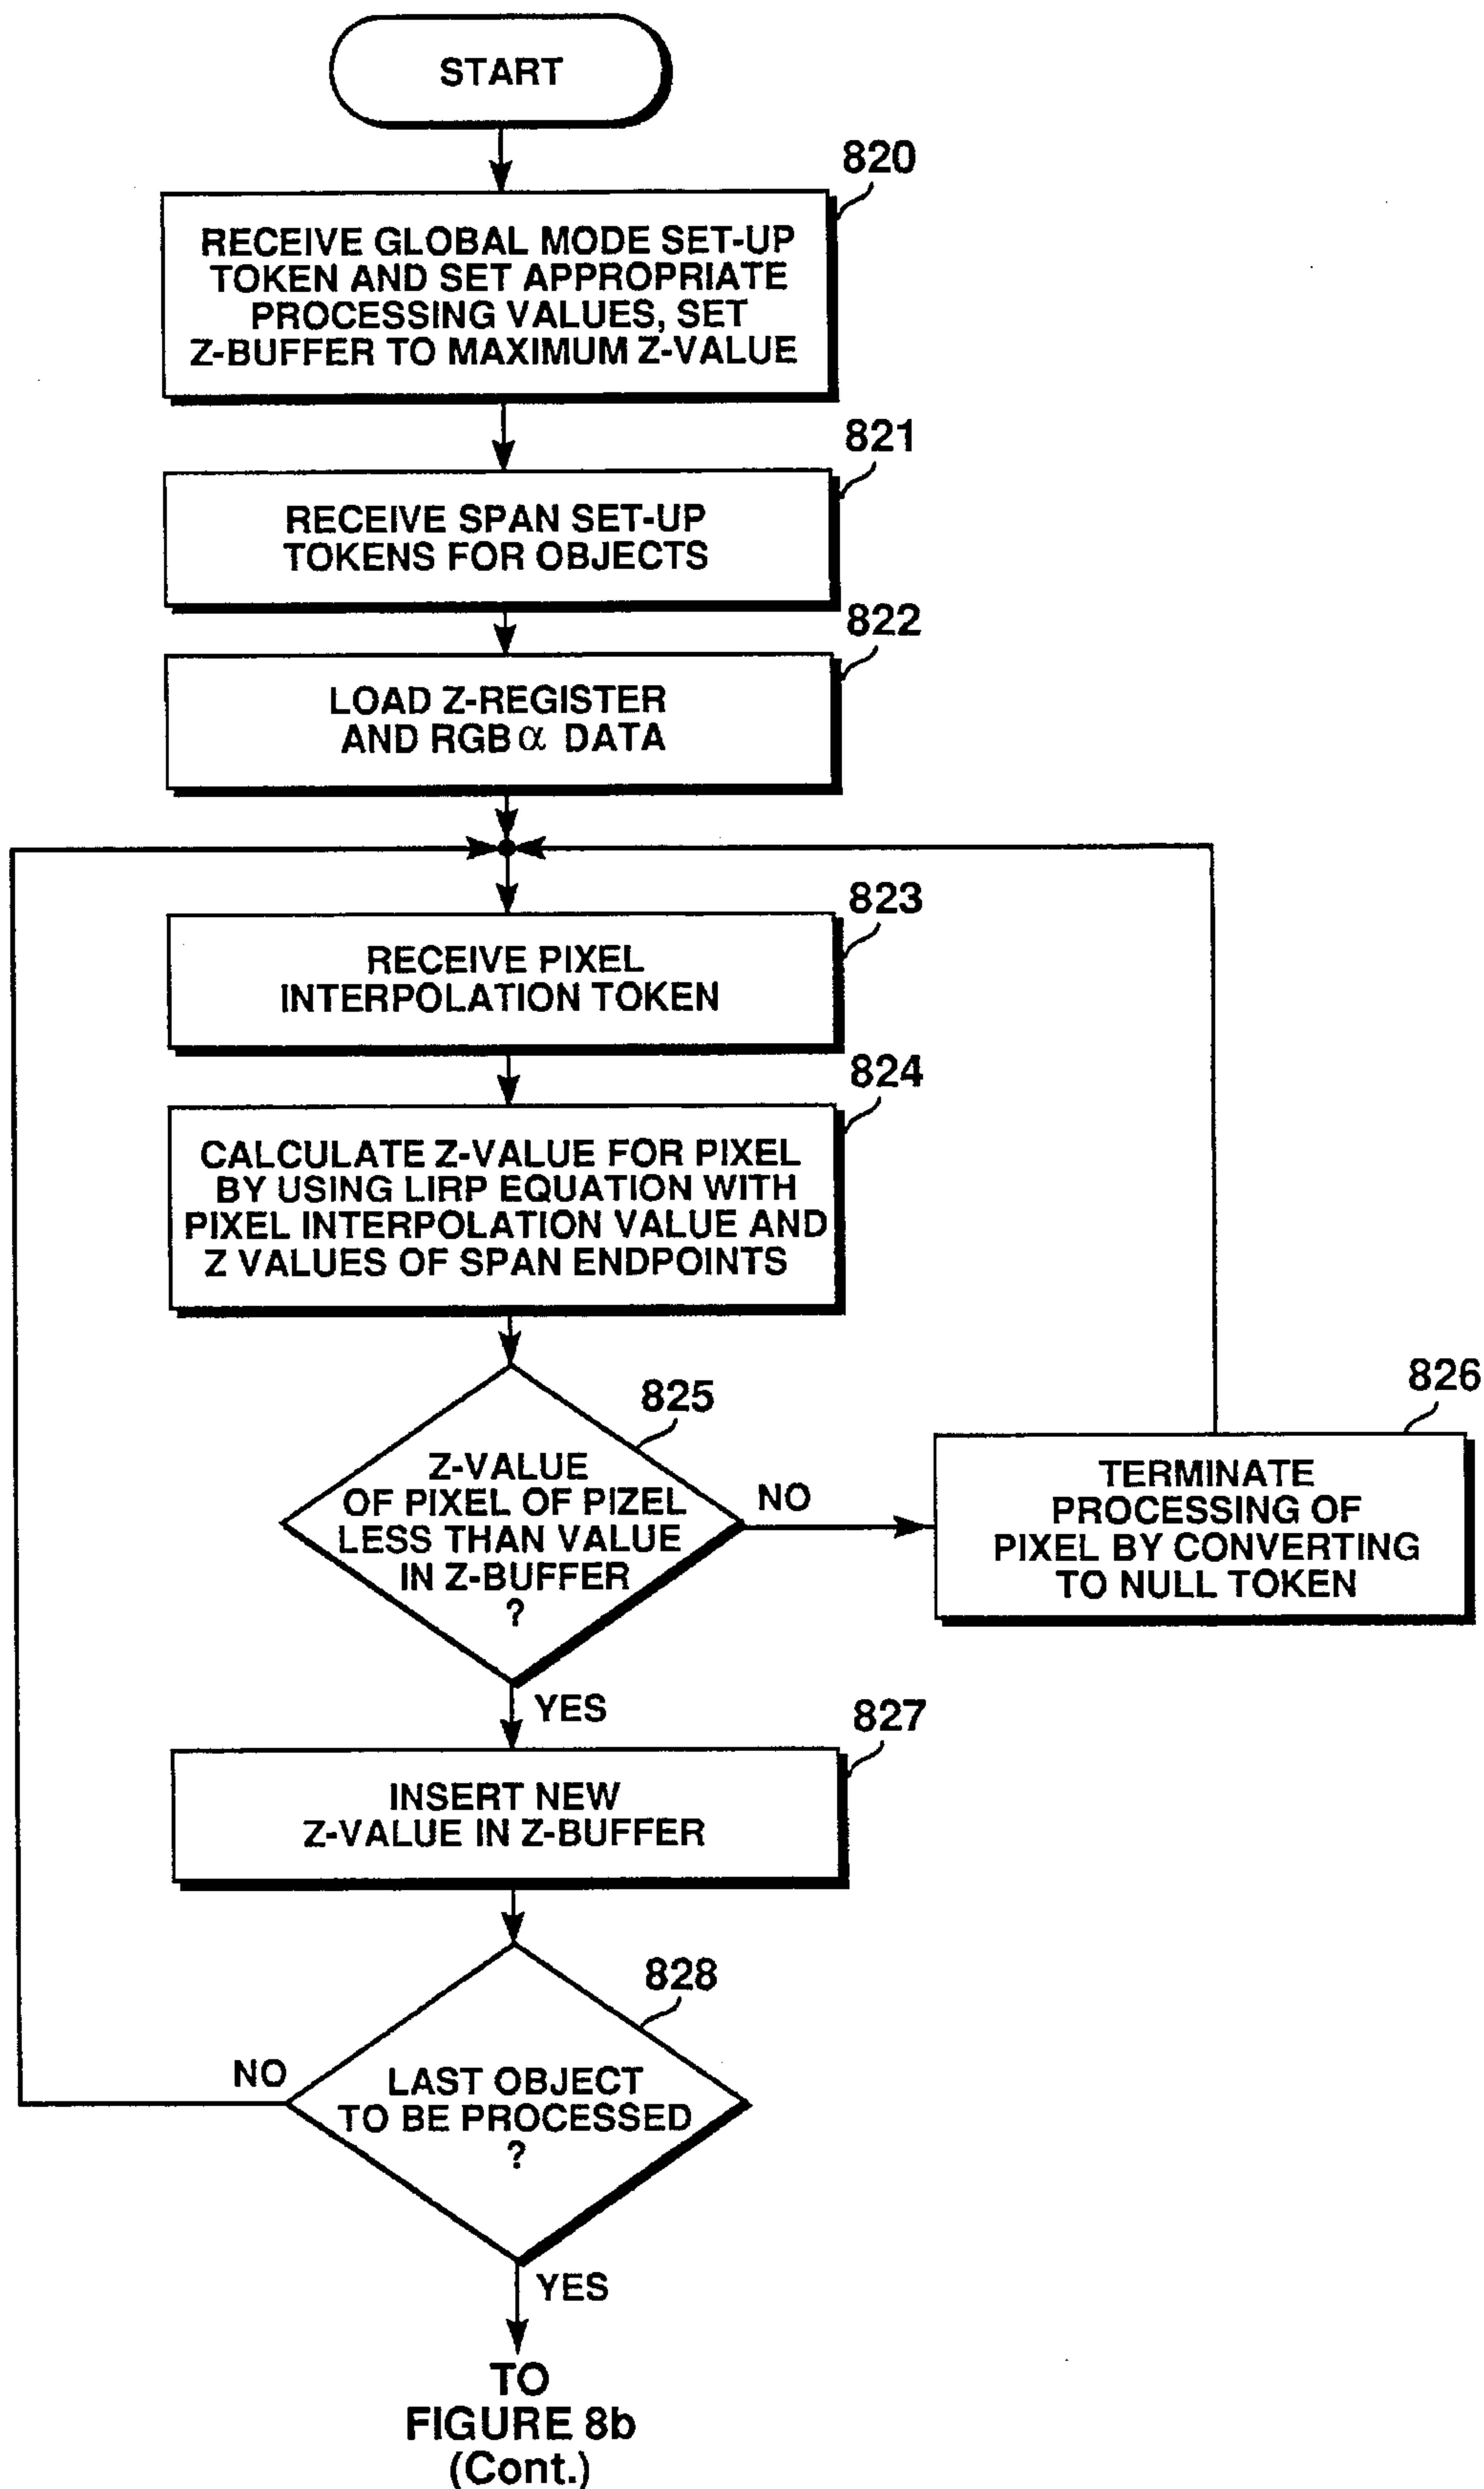 START
820
RECEIVE GLOBAL MODE SET-UP
TOKEN AND SET APPROPRIATE
PROCESSING VALUES, SET
Z-BUFFER TO MAXIMUM Z-VALUE
821
RECEIVE SPAN SET-UP
TOKENS FOR OBJECTS
822
LOAD Z-REGISTER
AND RGB α DATA
823
RECEIVE PIXEL
INTERPOLATION TOKEN
824
CALCULATE Z-VALUE FOR PIXEL
BY USING LIRP EQUATION WITH
PIXEL INTERPOLATION VALUE AND
Z VALUES OF SPAN ENDPOINTS
825
Z-VALUE
OF PIXEL OF PIZEL
LESS THAN VALUE
IN Z-BUFFER
?
NO
826
TERMINATE
PROCESSING OF
PIXEL BY CONVERTING
TO NULL TOKEN
YES
827
INSERT NEW
Z-VALUE IN Z-BUFFER
828
NO
LAST OBJECT
TO BE PROCESSED
?
YES
TO
FIGURE 8b
(Cont.)